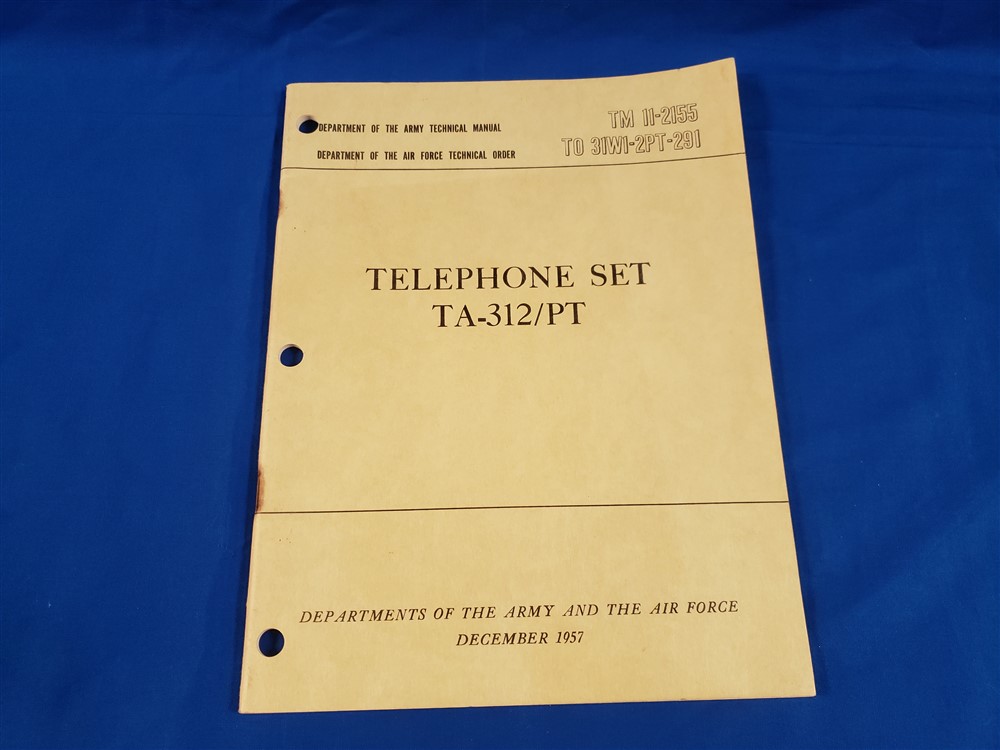 DEPARTMENT OF THE ARMY TECHNICAL MANUAL
TM 11-2155
DEPARTMENT OF THE AIR FORCE TECHNICAL ORDER
TO 31W1-2PT-291
TELEPHONE SET
TA-312/PT
DEPARTMENTS OF THE ARMY AND THE AIR FORCE
DECEMBER 1957